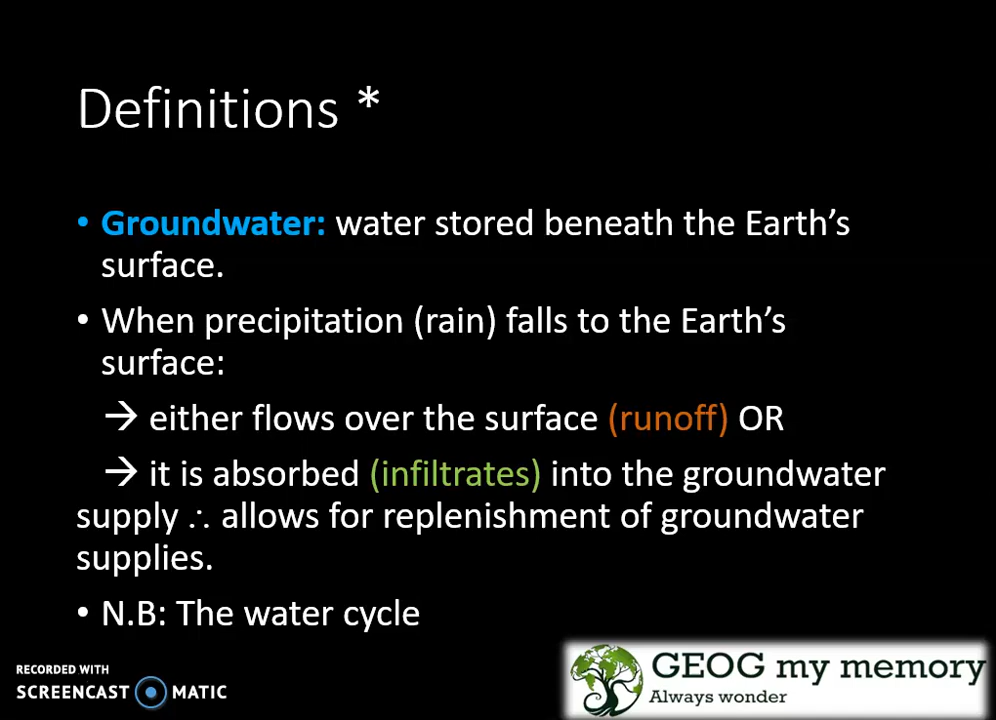 Definitions *
• Groundwater: water stored beneath the Earth’s
surface.
• When precipitation (rain) falls to the Earth’s
surface:
→ either flows over the surface (runoff) OR
→ it is absorbed (infiltrates) into the groundwater
supply ∴ allows for replenishment of groundwater
supplies.
• N.B: The water cycle
RECORDED WITH
SCREENCAST MATIC
GEOG my memory
Always wonder